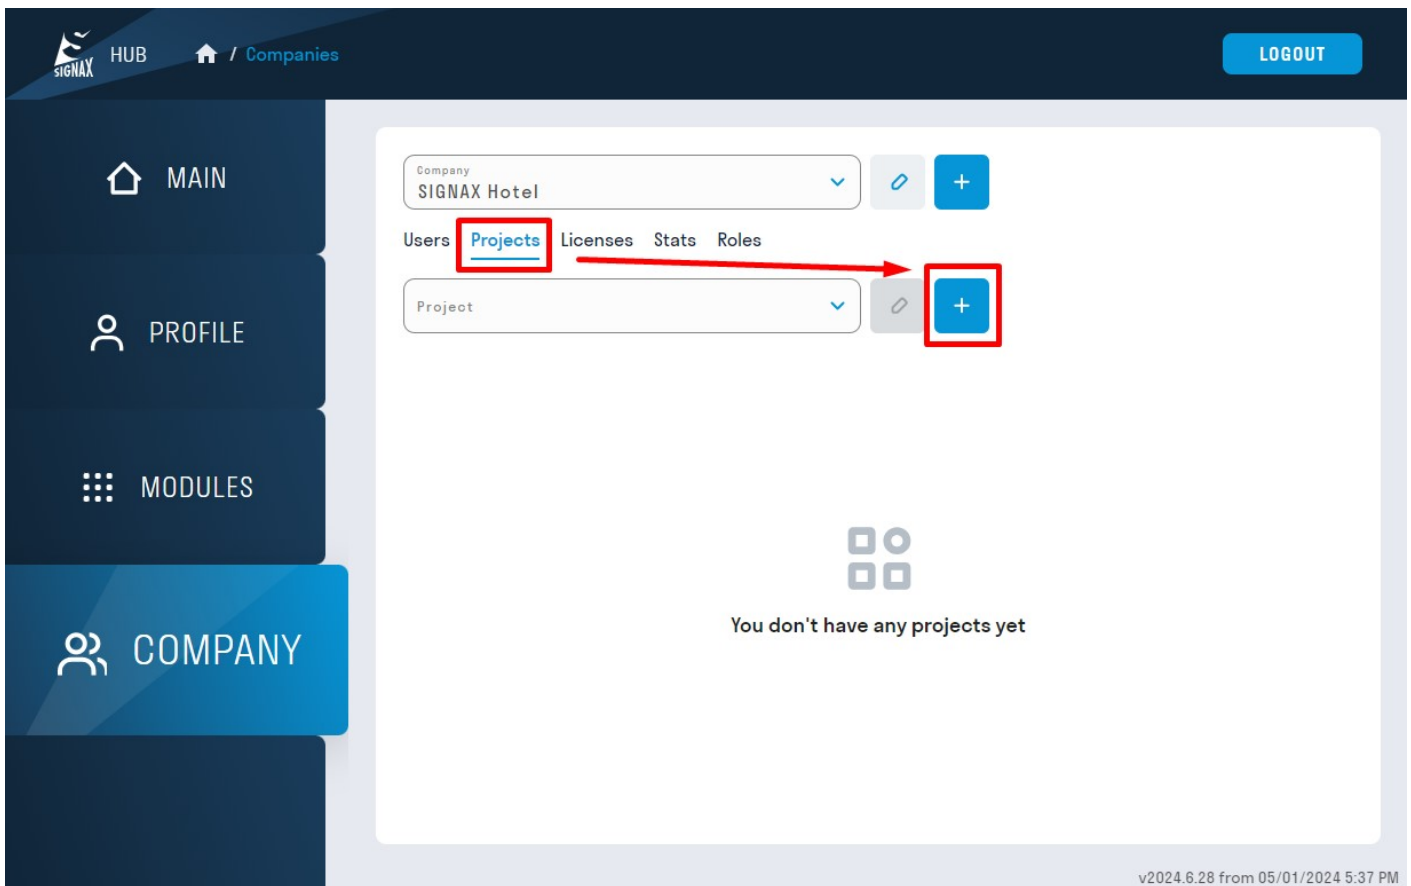 SIGNAX HUB / Companies LOGOUT
MAIN
PROFILE
MODULES
COMPANY
Company
SIGNAX Hotel
Users Projects Licenses Stats Roles
Project
You don't have any projects yet
v2024.6.28 from 05/01/2024 5:37 PM